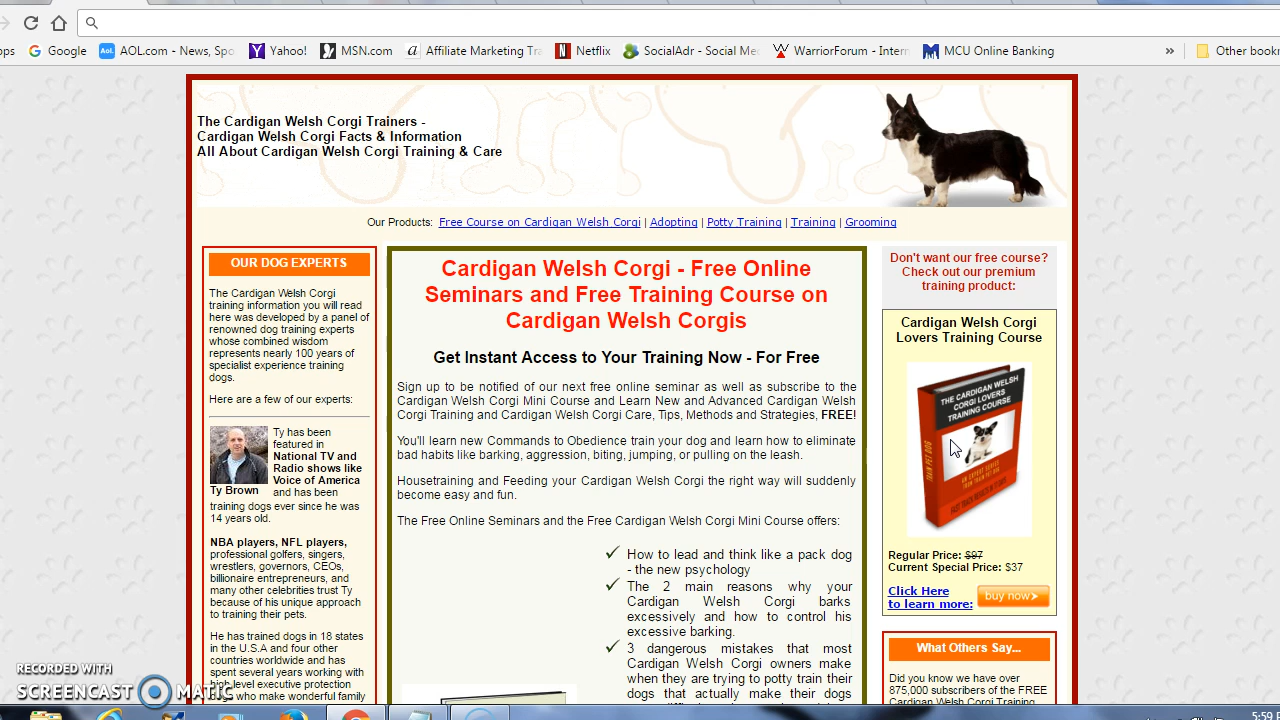 ops Google AOL.com - News, Spo Yahoo! MSN.com Affiliate Marketing Tra Netflix SocialAdr - Social Me WarriorForum - Intern MCU Online Banking » Other book
The Cardigan Welsh Corgi Trainers -
Cardigan Welsh Corgi Facts & Information
All About Cardigan Welsh Corgi Training & Care
Our Products: Free Course on Cardigan Welsh Corgi | Adopting | Potty Training | Training | Grooming
OUR DOG EXPERTS
The Cardigan Welsh Corgi
training information you will read
here was developed by a panel of
renowned dog training experts
whose combined wisdom
represents nearly 100 years of
specialist experience training
dogs.
Here are a few of our experts:
Ty has been
featured in
National TV and
Radio shows like
Voice of America
Ty Brown and has been
training dogs ever since he was
14 years old.
NBA players, NFL players,
professional golfers, singers,
wrestlers, governors, CEOs,
billionaire entrepreneurs, and
many other celebrities trust Ty
because of his unique approach
to training their pets.
He has trained dogs in 18 states
in the U.S.A and four other
countries worldwide and has
spent several years working with
high level executive protection
dogs who make wonderful family
Cardigan Welsh Corgi - Free Online
Seminars and Free Training Course on
Cardigan Welsh Corgis
Get Instant Access to Your Training Now - For Free
Sign up to be notified of our next free online seminar as well as subscribe to the
Cardigan Welsh Corgi Mini Course and Learn New and Advanced Cardigan Welsh
Corgi Training and Cardigan Welsh Corgi Care, Tips, Methods and Strategies, FREE!
You'll learn new Commands to Obedience train your dog and learn how to eliminate
bad habits like barking, aggression, biting, jumping, or pulling on the leash.
Housetraining and Feeding your Cardigan Welsh Corgi the right way will suddenly
become easy and fun.
The Free Online Seminars and the Free Cardigan Welsh Corgi Mini Course offers:
How to lead and think like a pack dog
- the new psychology
The 2 main reasons why your
Cardigan Welsh Corgi barks
excessively and how to control his
excessive barking.
3 dangerous mistakes that most
Cardigan Welsh Corgi owners make
when they are trying to potty train their
dogs that actually make their dogs
Don't want our free course?
Check out our premium
training product:
Cardigan Welsh Corgi
Lovers Training Course
THE CARDIGAN WELSH
CORGI LOVERS
TRAINING COURSE
TRAIN PET DOG
Regular Price: $97
Current Special Price: $37
Click Here
to learn more:
buy now
What Others Say...
Did you know we have over
875,000 subscribers of the FREE
Cardigan Welsh Corgi Training
RECORDED WITH
SCREENCAST MATIC
5:59